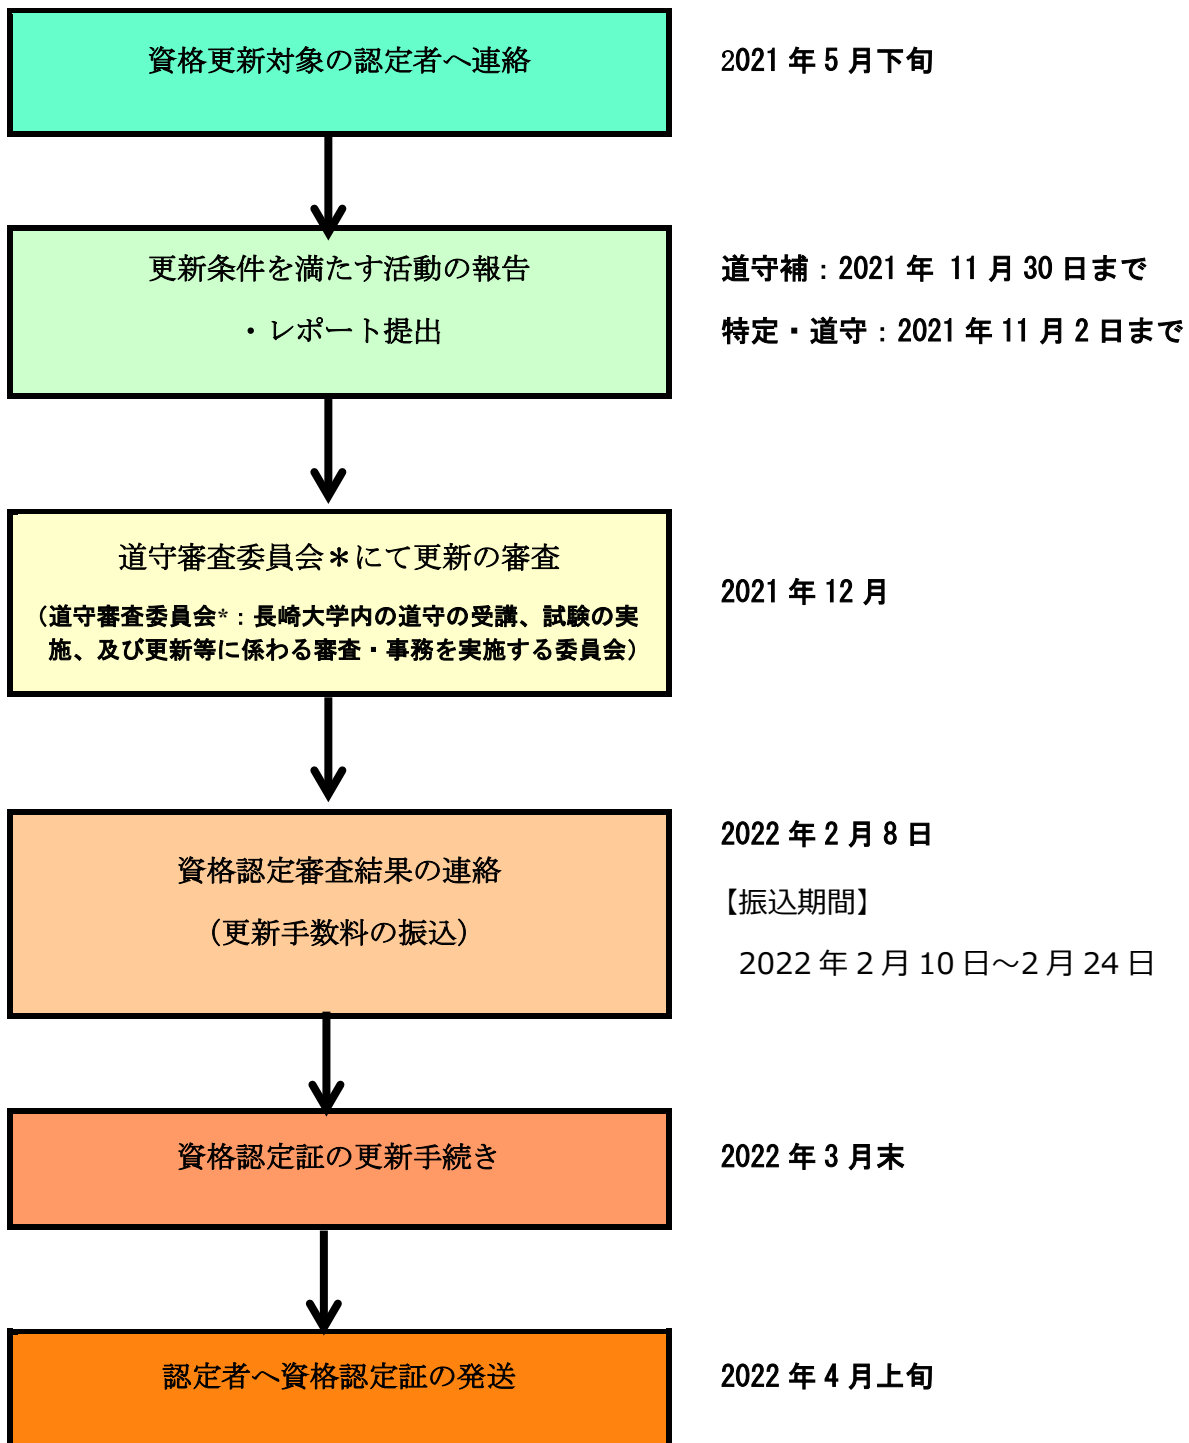 資格更新対象の認定者へ連絡
2021年5月下旬
更新条件を満たす活動の報告
・レポート提出
道守補：2021年 11月30日まで
特定・道守：2021年11月2日まで
道守審査委員会＊にて更新の審査
（道守審査委員会*：長崎大学内の道守の受講、試験の実
施、及び更新等に係わる審査・事務を実施する委員会）
2021年12月
資格認定審査結果の連絡
（更新手数料の振込）
2022年2月8日
【振込期間】
2022年2月10日～2月24日
資格認定証の更新手続き
2022年3月末
認定者へ資格認定証の発送
2022年4月上旬